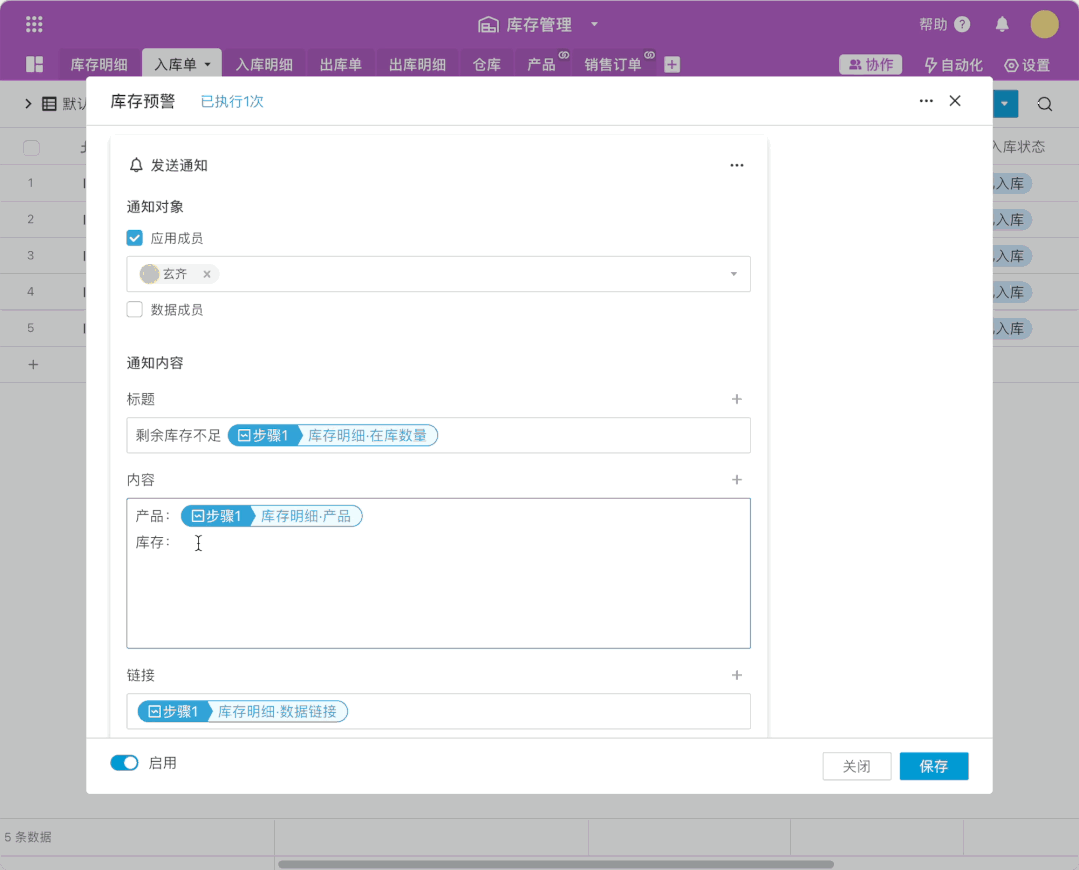 库存管理
帮助
库存明细
入库单
入库明细
出库单
出库明细
仓库
产品
销售订单
协作
自动化
设置
默认
库存预警 已执行1次
入库状态
1
2
3
4
5
入库
入库
入库
入库
入库
发送通知
通知对象
应用成员
玄齐
数据成员
通知内容
标题
剩余库存不足 步骤1 库存明细·在库数量
内容
产品: 步骤1 库存明细·产品
库存:
链接
步骤1 库存明细·数据链接
启用
关闭
保存
5 条数据